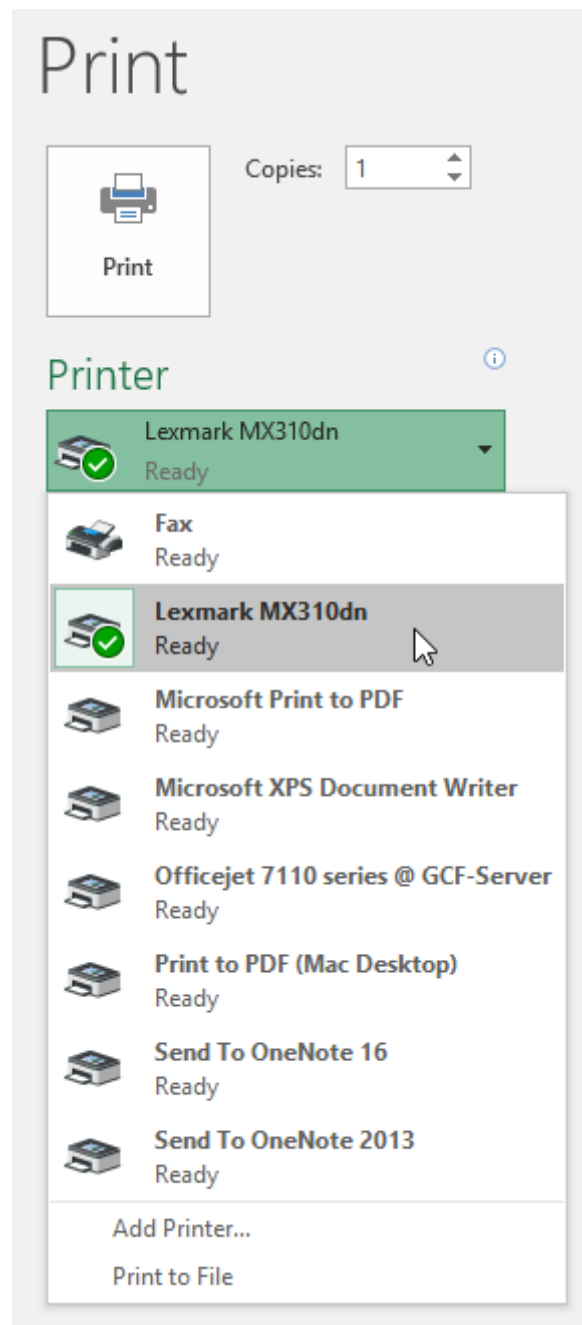 Print
Copies: 1
Print
Printer
Lexmark MX310dn
Ready
Fax
Ready
Lexmark MX310dn
Ready
Microsoft Print to PDF
Ready
Microsoft XPS Document Writer
Ready
Officejet 7110 series @ GCF-Server
Ready
Print to PDF (Mac Desktop)
Ready
Send To OneNote 16
Ready
Send To OneNote 2013
Ready
Add Printer...
Print to File